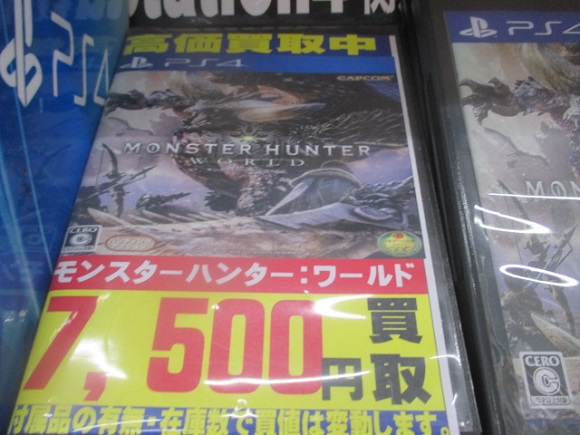 高価買取中
PS4
CAPCOM
MONSTER HUNTER
WORLD
CERO
C
モンスターハンター:ワールド
7,500円
買取
付属品の有無・在庫数で買値は変動します。
PS4
CERO
C